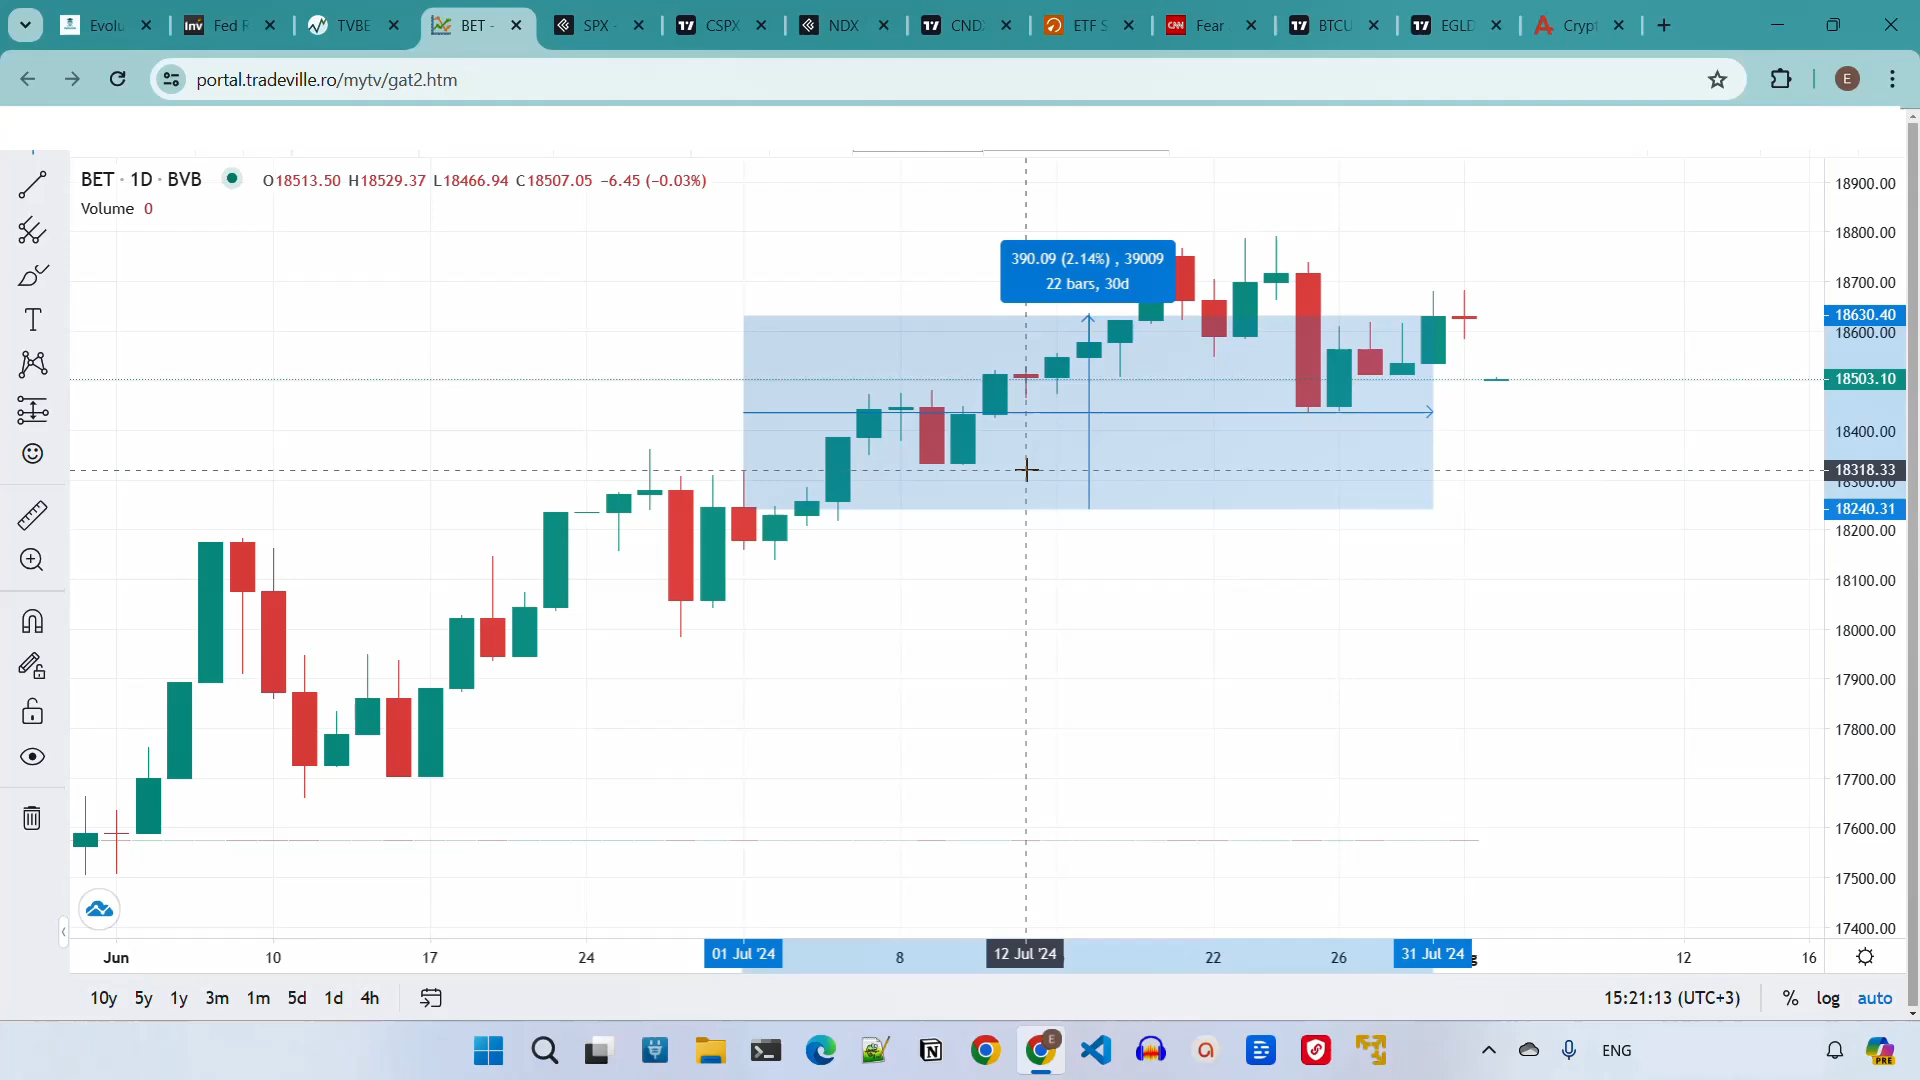 Evolu
Fed R
TVBE
BET -
SPX -
CSPX
NDX
CND
ETF S
Fear
BTCU
EGLD
Crypt
portal.tradeville.ro/mytv/gat2.htm
E
BET · 1D · BVB O18513.50 H18529.37 L18466.94 C18507.05 −6.45 (−0.03%)
Volume 0
390.09 (2.14%) , 39009
22 bars, 30d
18900.00
18800.00
18700.00
18630.40
18600.00
18503.10
18400.00
18318.33
18300.00
18240.31
18200.00
18100.00
18000.00
17900.00
17800.00
17700.00
17600.00
17500.00
17400.00
Jun 10 17 24 01 Jul '24 8 12 Jul '24 22 26 31 Jul '24 12 16
10y 5y 1y 3m 1m 5d 1d 4h 15:21:13 (UTC+3) % log auto
ENG
PRE